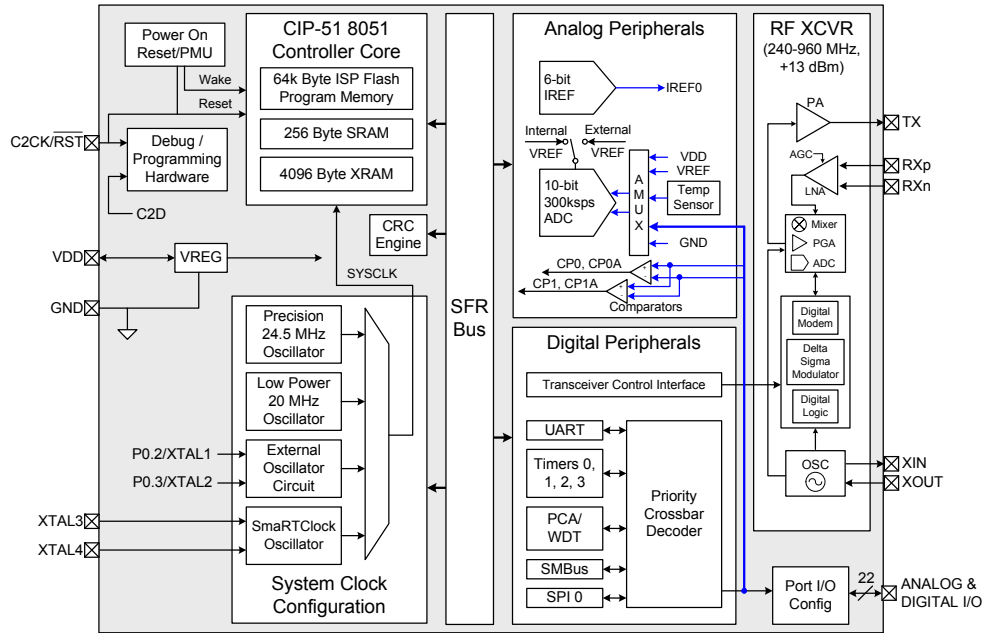 Power On
Reset/PMU
Wake
Reset
C2CK/RST
Debug /
Programming
Hardware
C2D
VDD
VREG
GND
CIP-51 8051
Controller Core
64k Byte ISP Flash
Program Memory
256 Byte SRAM
4096 Byte XRAM
CRC
Engine
SYSCLK
Precision
24.5 MHz
Oscillator
Low Power
20 MHz
Oscillator
P0.2/XTAL1
P0.3/XTAL2
External
Oscillator
Circuit
XTAL3
XTAL4
SmaRTClock
Oscillator
System Clock
Configuration
SFR
Bus
Analog Peripherals
6-bit
IREF
IREF0
Internal
External
VREF
VREF
10-bit
300ksps
ADC
A
M
U
X
VDD
VREF
Temp
Sensor
GND
CP0, CP0A
+
-
CP1, CP1A
+
-
Comparators
Digital Peripherals
Transceiver Control Interface
UART
Timers 0,
1, 2, 3
PCA/
WDT
SMBus
SPI 0
Priority
Crossbar
Decoder
RF XCVR
(240-960 MHz,
+13 dBm)
PA
TX
AGC
LNA
RXp
RXn
Mixer
PGA
ADC
Digital
Modem
Delta
Sigma
Modulator
Digital
Logic
OSC
XIN
XOUT
Port I/O
Config
22
ANALOG &
DIGITAL I/O